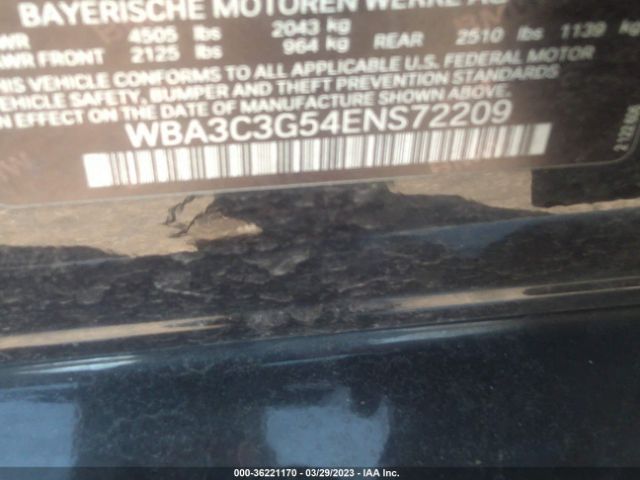 BAYERISCHE MOTOREN WERKE AG
4505 lbs 2043 kg
FRONT 2125 lbs 964 kg REAR 2510 lbs 1139 kg
THIS VEHICLE CONFORMS TO ALL APPLICABLE U.S. FEDERAL MOTOR
VEHICLE SAFETY, BUMPER, AND THEFT PREVENTION STANDARDS
IN EFFECT ON THE DATE OF MANUFACTURE SHOWN ABOVE.
WBA3C3G54ENS72209
000-36221170 - 03/29/2023 - IAA Inc.